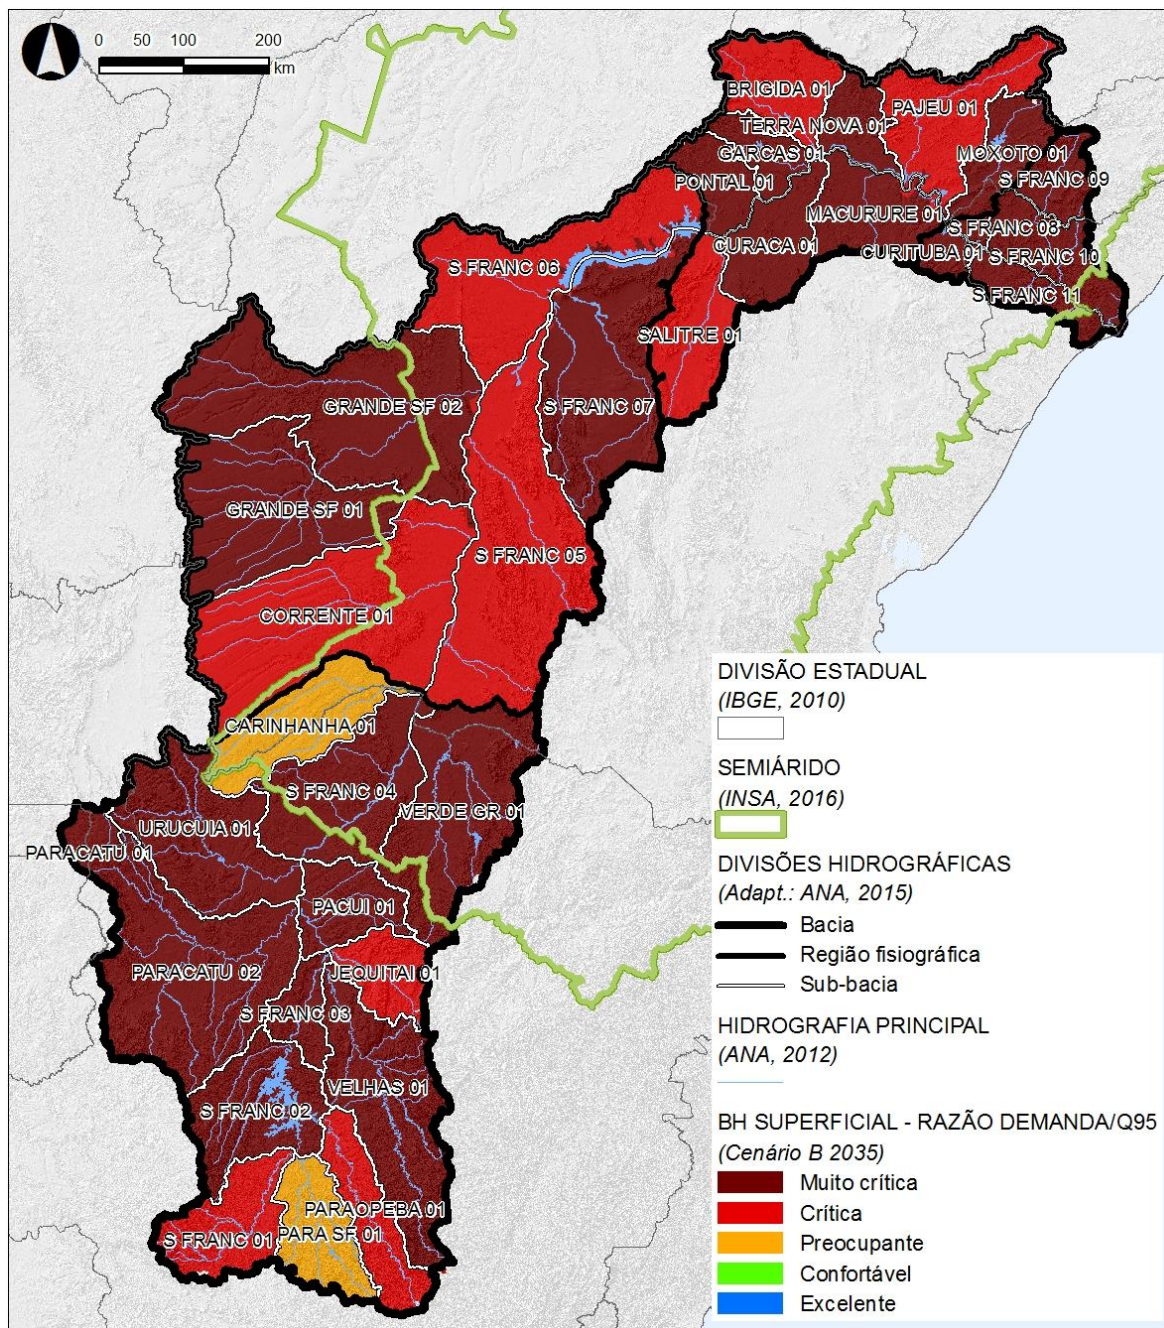 0 50 100 200
km
BRIGIDA 01
PAJEU 01
TERRA NOVA 01
GARCAS 01
MOXOTO 01
PONTAL 01
S FRANC 09
MACURURE 01
S FRANC 08
CURACA 01
CURITUBA 01
S FRANC 10
S FRANC 06
S FRANC 11
SALITRE 01
GRANDE SF 02
S FRANC 07
GRANDE SF 01
S FRANC 05
CORRENTE 01
CARINHANHA 01
S FRANC 04
VERDE GR 01
URUCUIA 01
PARACATU 01
PACUI 01
PARACATU 02
JEQUITAI 01
S FRANC 03
VELHAS 01
S FRANC 02
PARAOPEBA 01
S FRANC 01
PARA SF 01
DIVISÃO ESTADUAL
(IBGE, 2010)
SEMIÁRIDO
(INSA, 2016)
DIVISÕES HIDROGRÁFICAS
(Adapt.: ANA, 2015)
Bacia
Região fisiográfica
Sub-bacia
HIDROGRAFIA PRINCIPAL
(ANA, 2012)
BH SUPERFICIAL - RAZÃO DEMANDA/Q95
(Cenário B 2035)
Muito crítica
Crítica
Preocupante
Confortável
Excelente